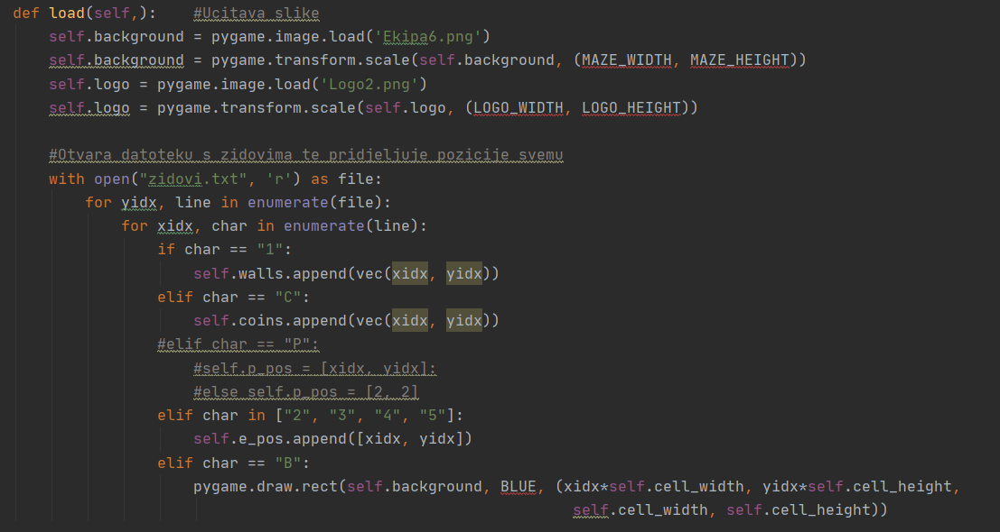 def load(self,):    #Ucitava slike
    self.background = pygame.image.load('Ekipa6.png')
    self.background = pygame.transform.scale(self.background, (MAZE_WIDTH, MAZE_HEIGHT))
    self.logo = pygame.image.load('Logo2.png')
    self.logo = pygame.transform.scale(self.logo, (LOGO_WIDTH, LOGO_HEIGHT))

    #Otvara datoteku s zidovima te pridjeljuje pozicije svemu
    with open("zidovi.txt", 'r') as file:
        for yidx, line in enumerate(file):
            for xidx, char in enumerate(line):
                if char == "1":
                    self.walls.append(vec(xidx, yidx))
                elif char == "C":
                    self.coins.append(vec(xidx, yidx))
                #elif char == "P":
                    #self.p_pos = [xidx, yidx]:
                    #else self.p_pos = [2, 2]
                elif char in ["2", "3", "4", "5"]:
                    self.e_pos.append([xidx, yidx])
                elif char == "B":
                    pygame.draw.rect(self.background, BLUE, (xidx*self.cell_width, yidx*self.cell_height,
                                                              self.cell_width, self.cell_height))